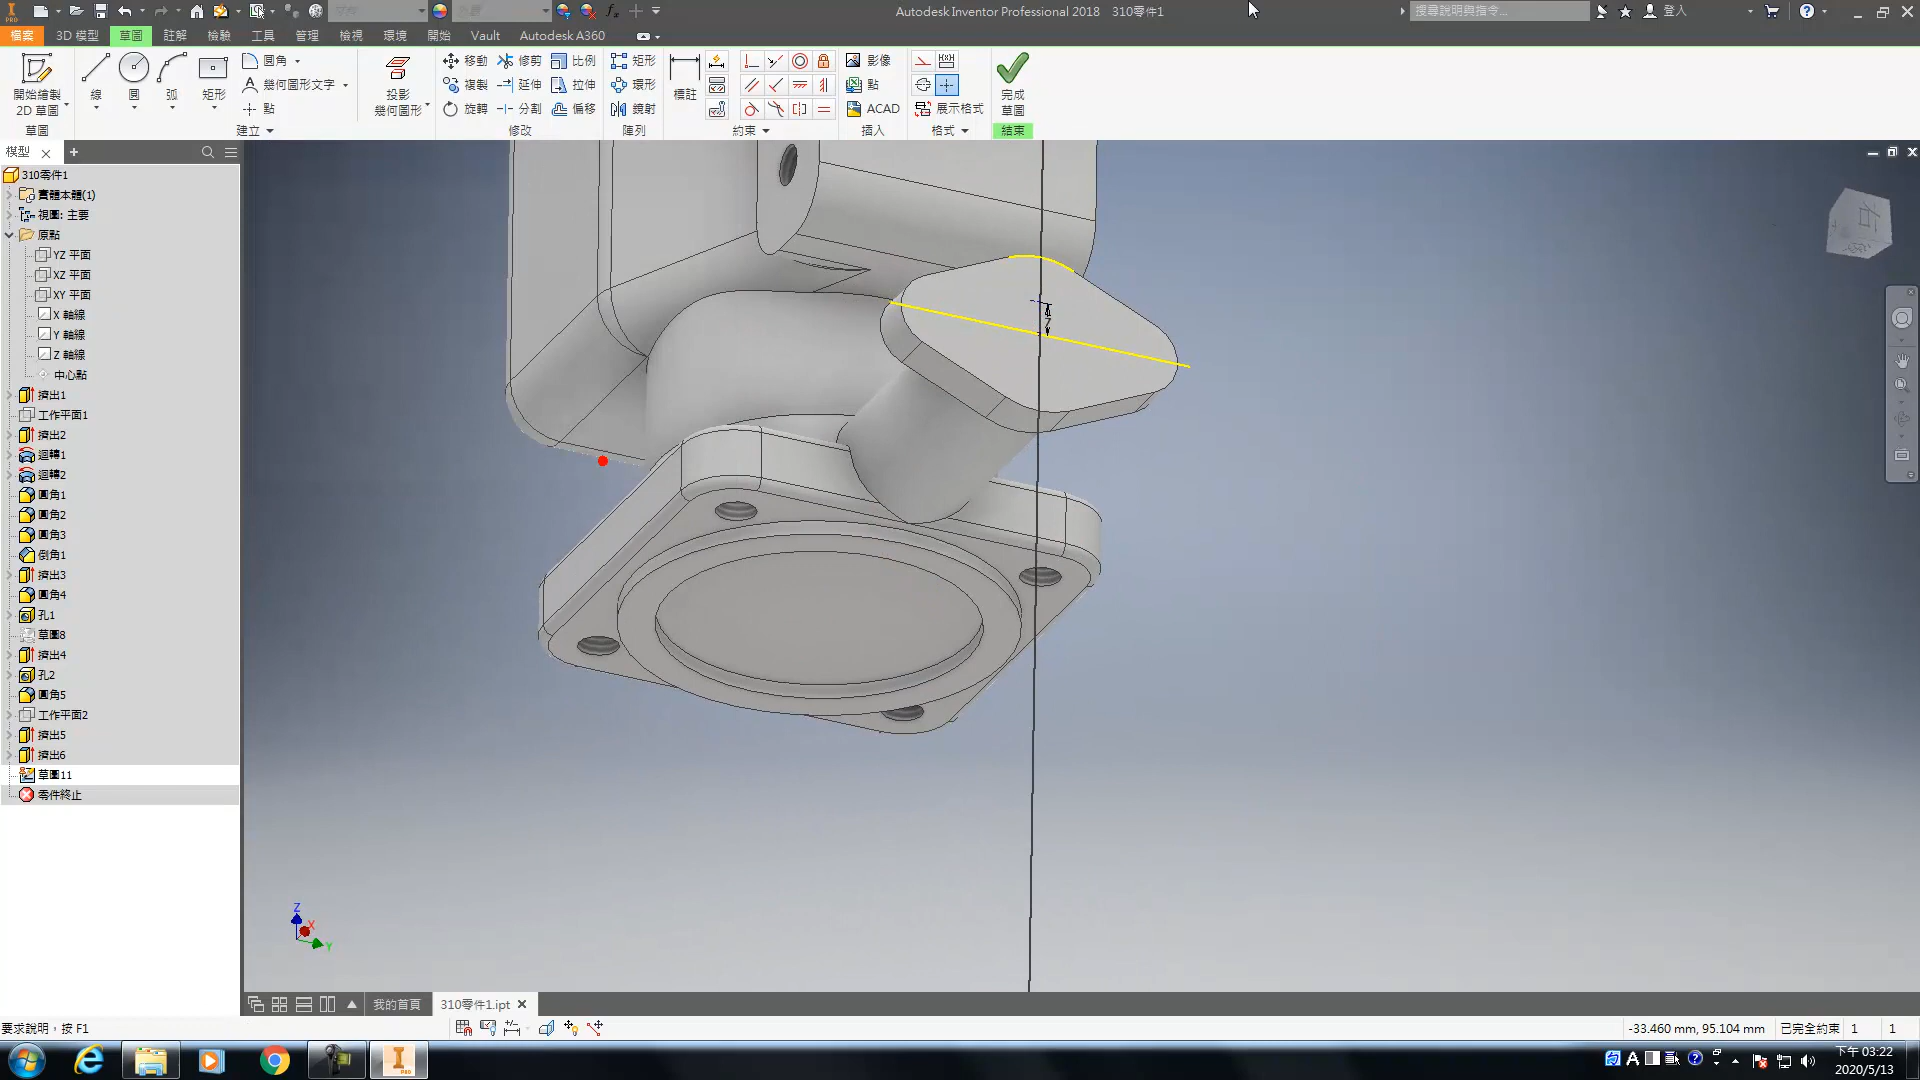 Autodesk Inventor Professional 2018 310零件1
搜尋說明與指令...
登入
檔案 3D 模型 草圖 註解 檢驗 工具 管理 檢視 環境 開始 Vault Autodesk A360
開始繪製 2D 草圖
線
圓
弧
矩形
圓角
幾何圖形文字
點
投影 幾何圖形
移動 修剪 比例
複製 延伸 拉伸
旋轉 分割 偏移
矩形
環形
鏡射
標註
影像
點
ACAD
展示格式
完成 草圖
草圖 建立 修改 陣列 約束 插入 格式 結束
模型
310零件1
實體本體(1)
視圖: 主要
原點
YZ 平面
XZ 平面
XY 平面
X 軸線
Y 軸線
Z 軸線
中心點
擠出1
工作平面1
擠出2
迴轉1
迴轉2
圓角1
圓角2
圓角3
倒角1
擠出3
圓角4
孔1
草圖8
擠出4
孔2
圓角5
工作平面2
擠出5
擠出6
草圖11
零件終止
7
Z
X
Y
我的首頁 310零件1.ipt
要求說明，按 F1
-33.460 mm, 95.104 mm 已完全約束 1 1
下午 03:22
2020/5/13